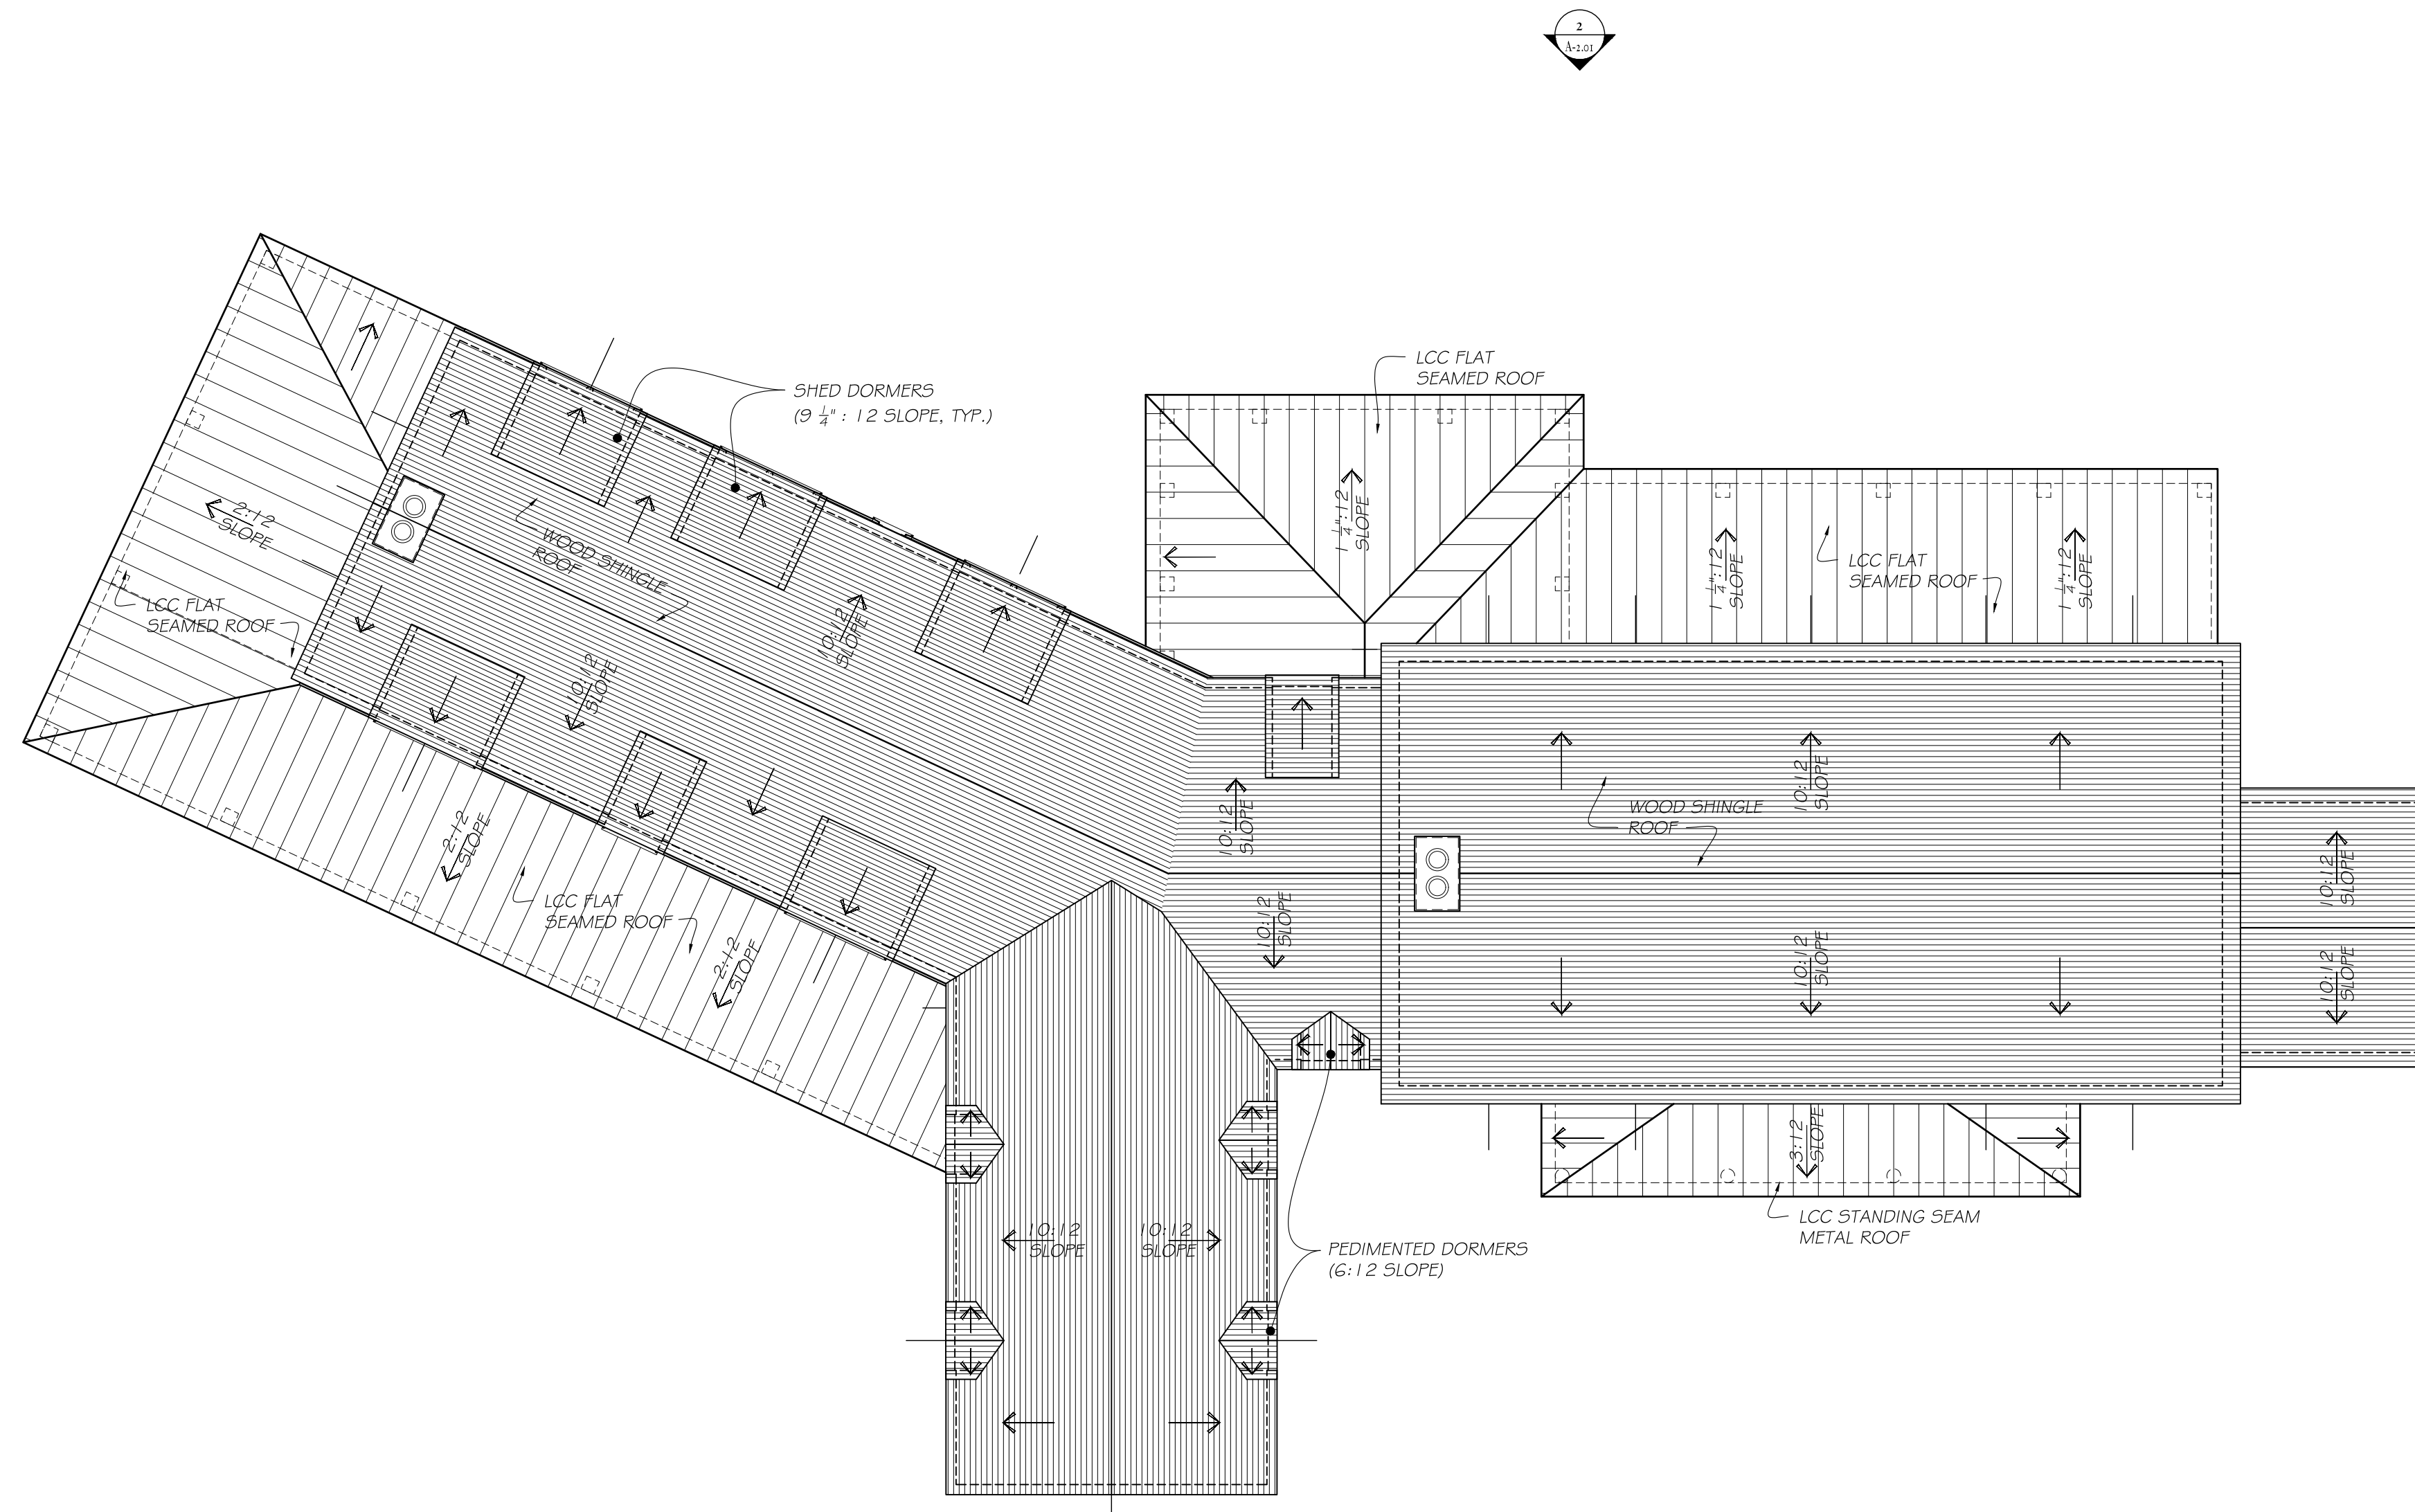 2
A-2.01
LCC FLAT
SEAMED ROOF
SHED DORMERS
(9 1/4" : 12 SLOPE, TYP.)
1 1/4":12
SLOPE
2:12
SLOPE
WOOD SHINGLE
ROOF
1 1/4":12
SLOPE
LCC FLAT
SEAMED ROOF
1 1/4":12
SLOPE
LCC FLAT
SEAMED ROOF
10:12
SLOPE
10:12
SLOPE
10:12
SLOPE
WOOD SHINGLE
ROOF
10:12
SLOPE
2:12
SLOPE
10:12
SLOPE
LCC FLAT
SEAMED ROOF
10:12
SLOPE
2:12
SLOPE
10:12
SLOPE
10:12
SLOPE
3:12
SLOPE
10:12
SLOPE
10:12
SLOPE
LCC STANDING SEAM
METAL ROOF
PEDIMENTED DORMERS
(6:12 SLOPE)